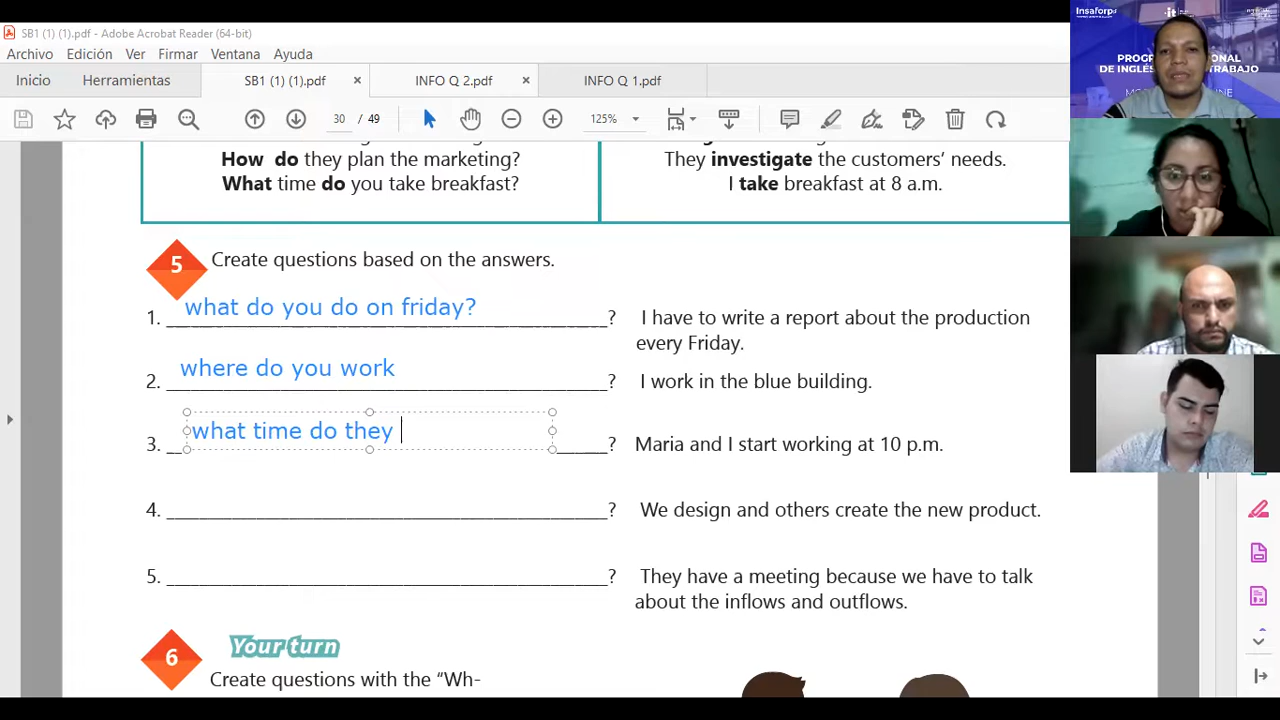 SB1 (1) (1).pdf - Adobe Acrobat Reader (64-bit)
Archivo Edición Ver Firmar Ventana Ayuda
Inicio Herramientas SB1 (1) (1).pdf × INFO Q 2.pdf × INFO Q 1.pdf
30 / 49 125%
How do they plan the marketing?
They investigate the customers' needs.
What time do you take breakfast?
I take breakfast at 8 a.m.
5 Create questions based on the answers.
what do you do on friday?
1. ? I have to write a report about the production
every Friday.
where do you work
2. ? I work in the blue building.
what time do they
3. ? Maria and I start working at 10 p.m.
4. ? We design and others create the new product.
5. ? They have a meeting because we have to talk
about the inflows and outflows.
6 Your turn
Create questions with the “Wh-
Insaforp